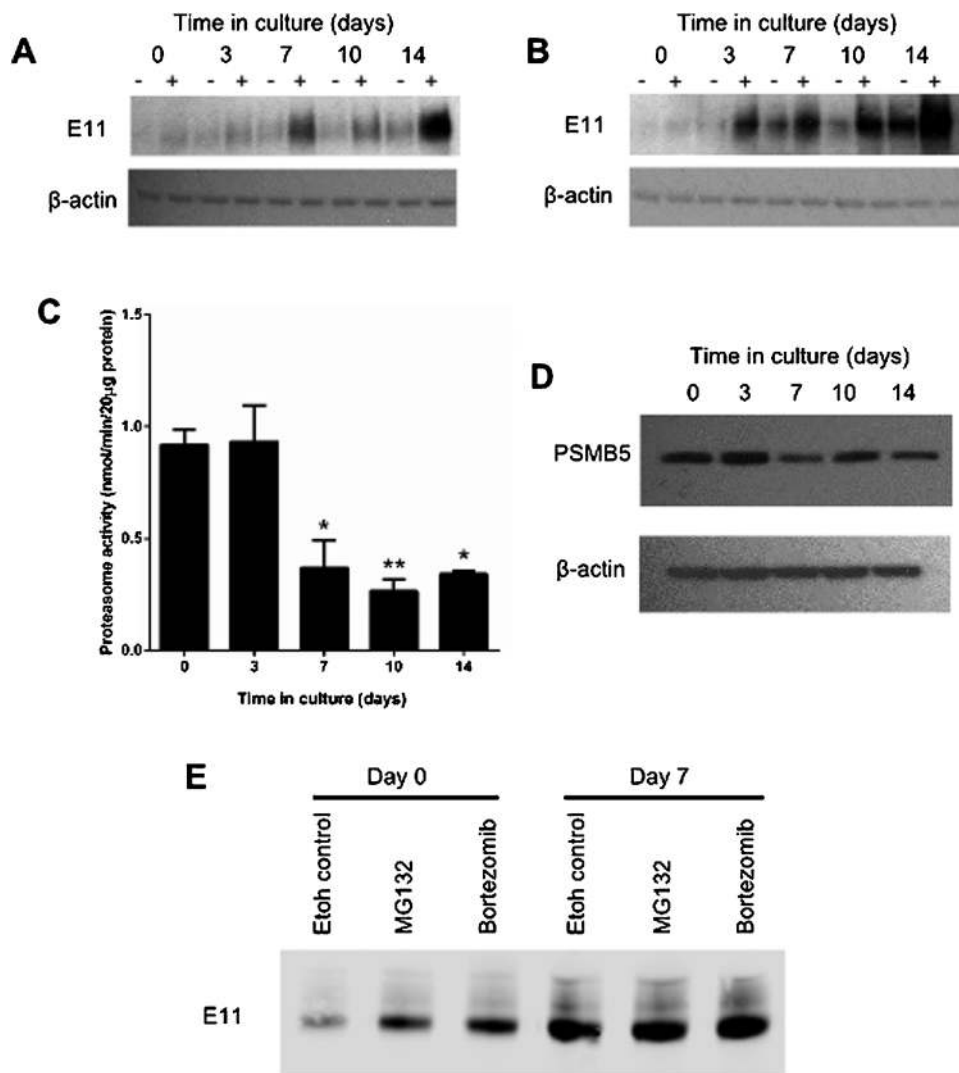 A
Time in culture (days)
0 3 7 10 14
- + - + - + - + - +
E11
β-actin
B
Time in culture (days)
0 3 7 10 14
- + - + - + - + - +
E11
β-actin
C
Proteasome activity (nmol/min/20µg protein)
1.5
1.0
0.5
0.0
* ** *
0 3 7 10 14
Time in culture (days)
D
Time in culture (days)
0 3 7 10 14
PSMB5
β-actin
E
Day 0 Day 7
Etoh control
MG132
Bortezomib
Etoh control
MG132
Bortezomib
E11